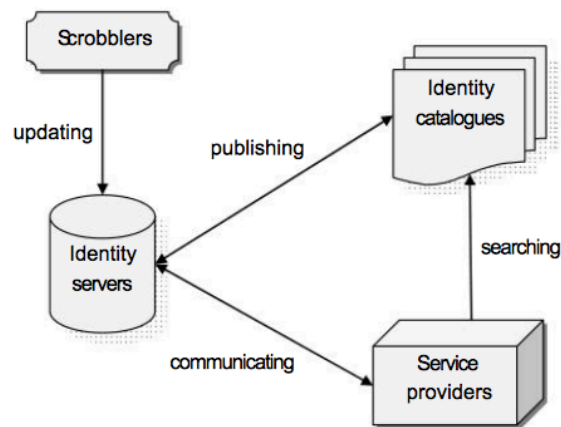 Scrobblers
Identity
catalogues
updating
publishing
Identity
servers
searching
communicating
Service
providers